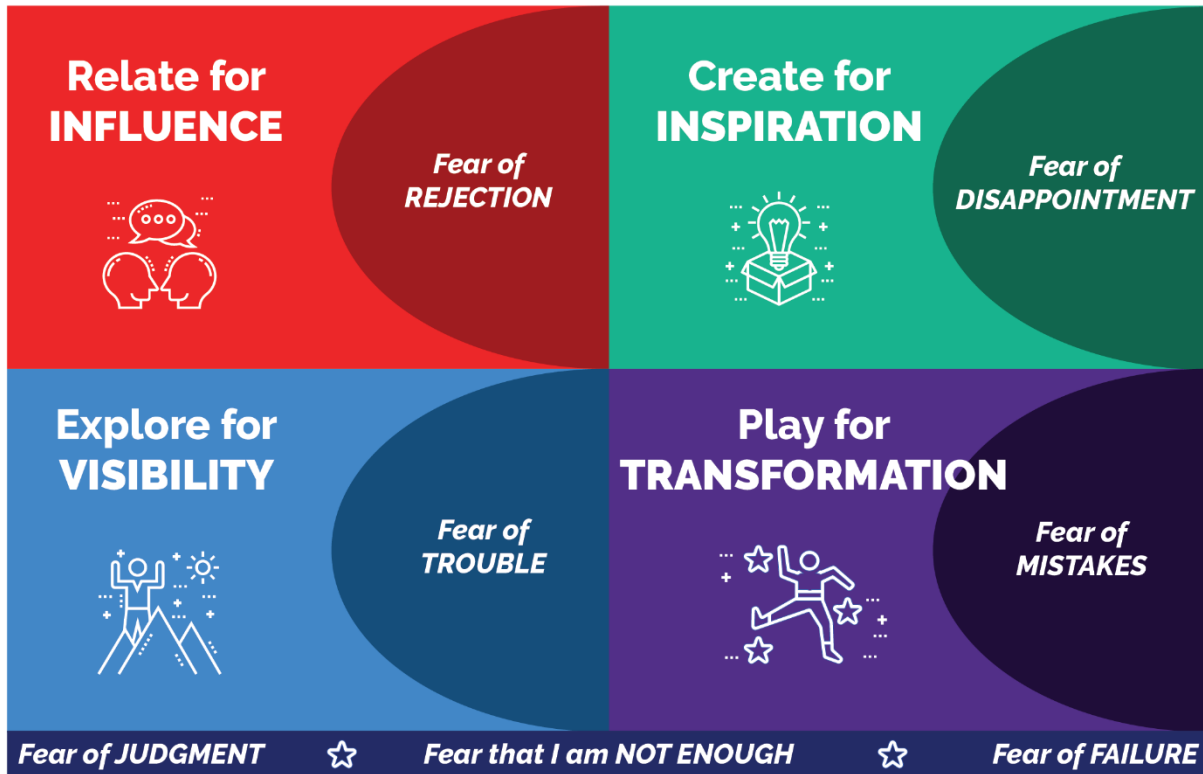 Relate for
INFLUENCE
Fear of
REJECTION
Create for
INSPIRATION
Fear of
DISAPPOINTMENT
Explore for
VISIBILITY
Fear of
TROUBLE
Play for
TRANSFORMATION
Fear of
MISTAKES
Fear of JUDGMENT
Fear that I am NOT ENOUGH
Fear of FAILURE